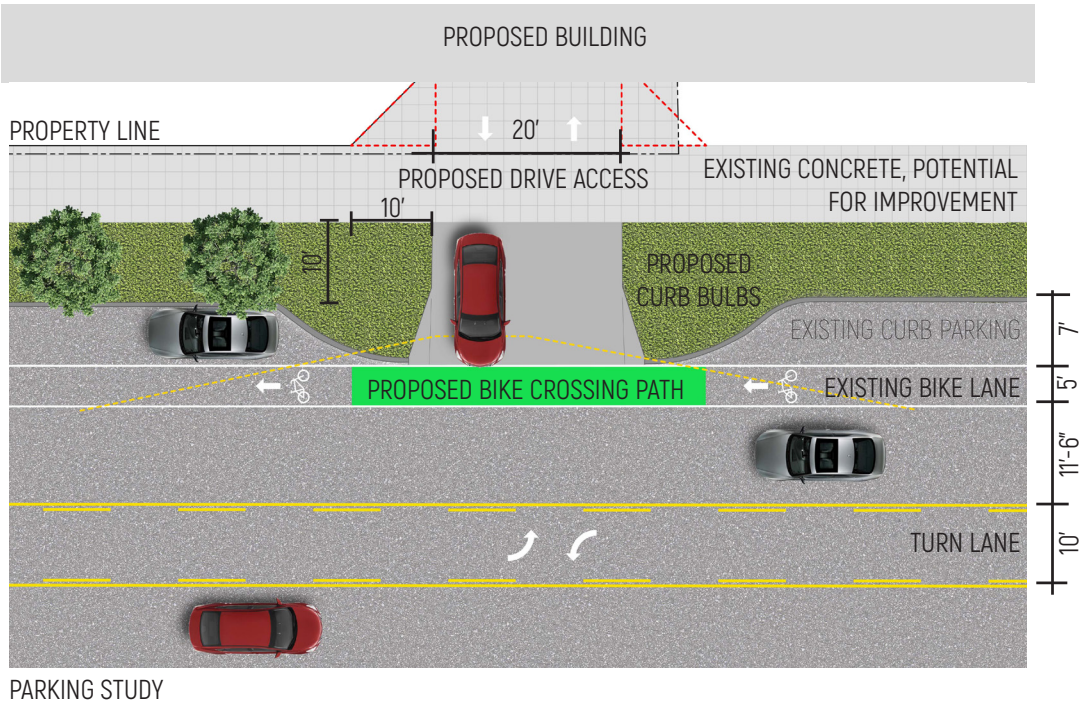 PROPOSED BUILDING
PROPERTY LINE
20'
PROPOSED DRIVE ACCESS
EXISTING CONCRETE, POTENTIAL
FOR IMPROVEMENT
10'
10'
PROPOSED
CURB BULBS
EXISTING CURB PARKING
7'
PROPOSED BIKE CROSSING PATH
EXISTING BIKE LANE
5'
11'-6"
TURN LANE
10'
PARKING STUDY